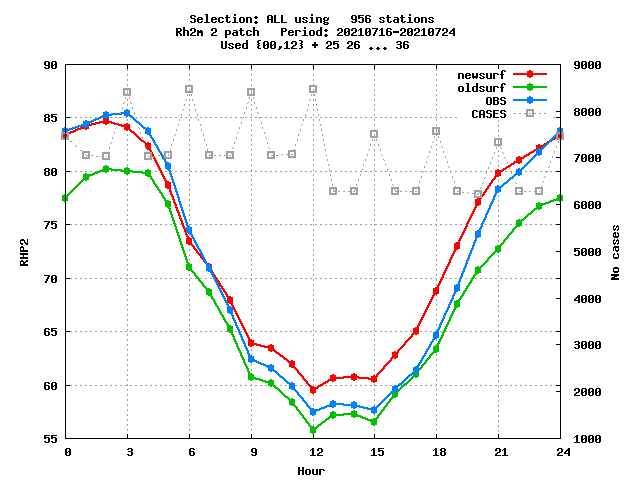 Selection: ALL using   956 stations
Rh2m 2 patch   Period: 20210716-20210724
Used {00,12} + 25 26 ... 36
90
85
80
75
70
65
60
55
RHP2
newsurf
oldsurf
OBS
CASES
9000
8000
7000
6000
5000
4000
3000
2000
1000
No cases
0 3 6 9 12 15 18 21 24
Hour